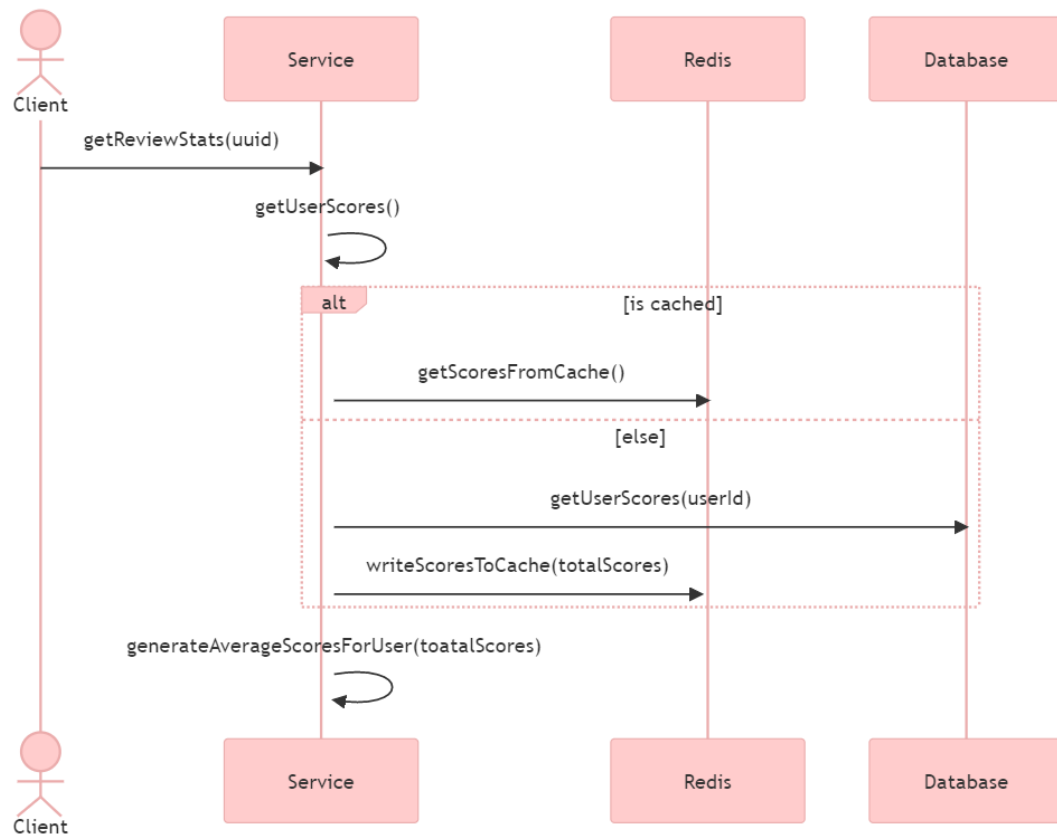 Service
Redis
Database
Client
getReviewStats(uuid)
getUserScores()
alt
[is cached]
getScoresFromCache()
[else]
getUserScores(userId)
writeScoresToCache(totalScores)
generateAverageScoresForUser(toatalScores)
Service
Redis
Database
Client